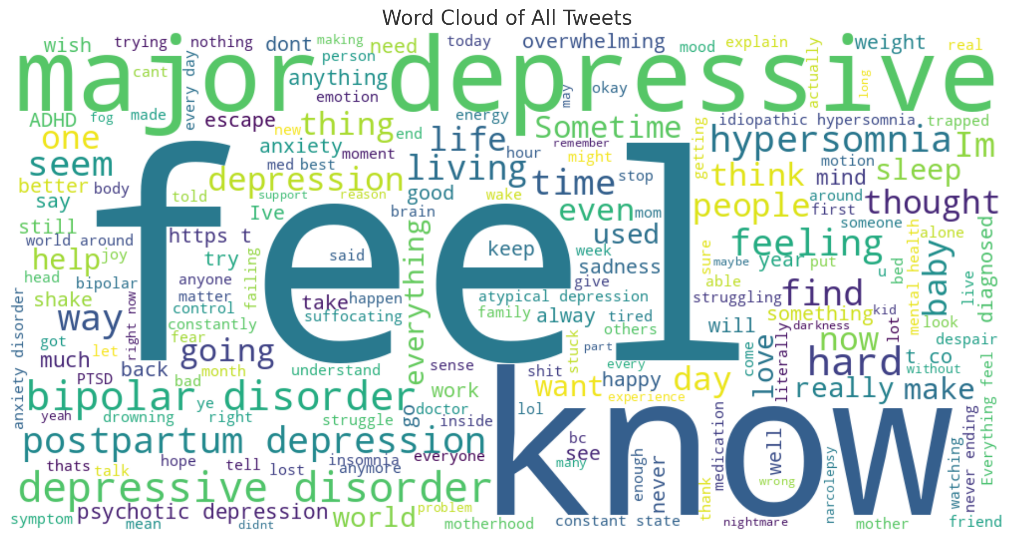 Word Cloud of All Tweets
wish trying nothing every day dont making person need today overwhelming mood explain actually weight real
major depressive
cant anything emotion may okay long
ADHD fog made escape thing energy Sometime idiopathic hypersomnia trapped
one anxiety new end life hour remember getting hypersomnia Im
seem med best moment living might motion
better body told depression support reason good time stop think mind sleep
say Ive brain even mom people around first thought
feel
still https t everything used sure someone alone
world around said keep week feeling year put baby diagnosed
help joy try failing sadness able mental health u bed
head bipolar anyone take happen give struggling find something or kid live
shake matter suffocating atypical depression maybe darkness lot look
way control constantly family alway tired others will love literally now despair
got fear stuck part hard t co
anxiety disorder much let right now going understand sense shit every come without
PTSD back month want happy day really make
bipolar disorder bad work experience Everything feel
yeah drowning ye right struggle go doctor inside lol
know
postpartum depression bc see many enough never medication well wrong narcolepsy watching never ending
thats talk hope tell lost insomnia anymore everyone
depressive disorder problem thank
symptom psychotic depression world motherhood constant state nightmare mother friend
mean didnt